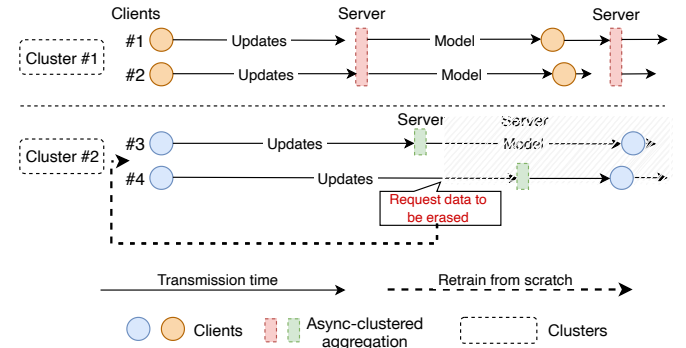 Clients
Server
Server
Cluster #1
#1
Updates
Model
#2
Updates
Model
Server
Server
Cluster #2
#3
Updates
Model
#4
Updates
Request data to
be erased
Transmission time
Retrain from scratch
Clients
Async-clustered
aggregation
Clusters